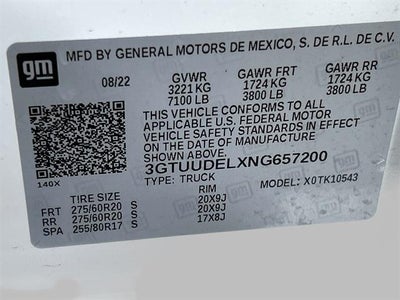 gm MFD BY GENERAL MOTORS DE MEXICO, S. DE R.L. DE C.V.
08/22 GVWR GAWR FRT GAWR RR
3221 KG 1724 KG 1724 KG
7100 LB 3800 LB 3800 LB
THIS VEHICLE CONFORMS TO ALL
APPLICABLE U.S. FEDERAL MOTOR
VEHICLE SAFETY STANDARDS IN EFFECT
ON THE DATE OF MANUFACTURE
SHOWN ABOVE.
3GTUUDELXNG657200
140X TYPE: TRUCK MODEL: X0TK10543
TIRE SIZE RIM
FRT 275/60R20 S 20X9J
RR 275/60R20 S 20X9J
SPA 255/80R17 S 17X8J